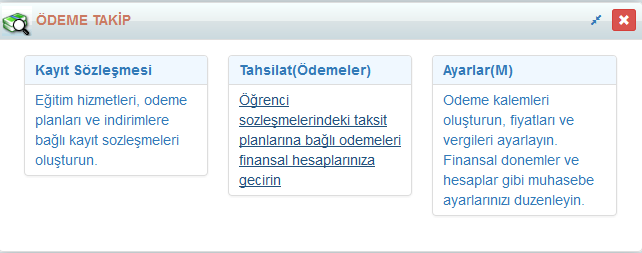 ÖDEME TAKİP
Kayıt Sözleşmesi
Eğitim hizmetleri, odeme
planları ve indirimlere
bağlı kayıt sozleşmeleri
oluşturun.
Tahsilat(Ödemeler)
Öğrenci
sozleşmelerindeki taksit
planlarına bağlı odemeleri
finansal hesaplarınıza
gecirin
Ayarlar(M)
Odeme kalemleri
oluşturun, fiyatları ve
vergileri ayarlayın.
Finansal donemler ve
hesaplar gibi muhasebe
ayarlarınızı duzenleyin.